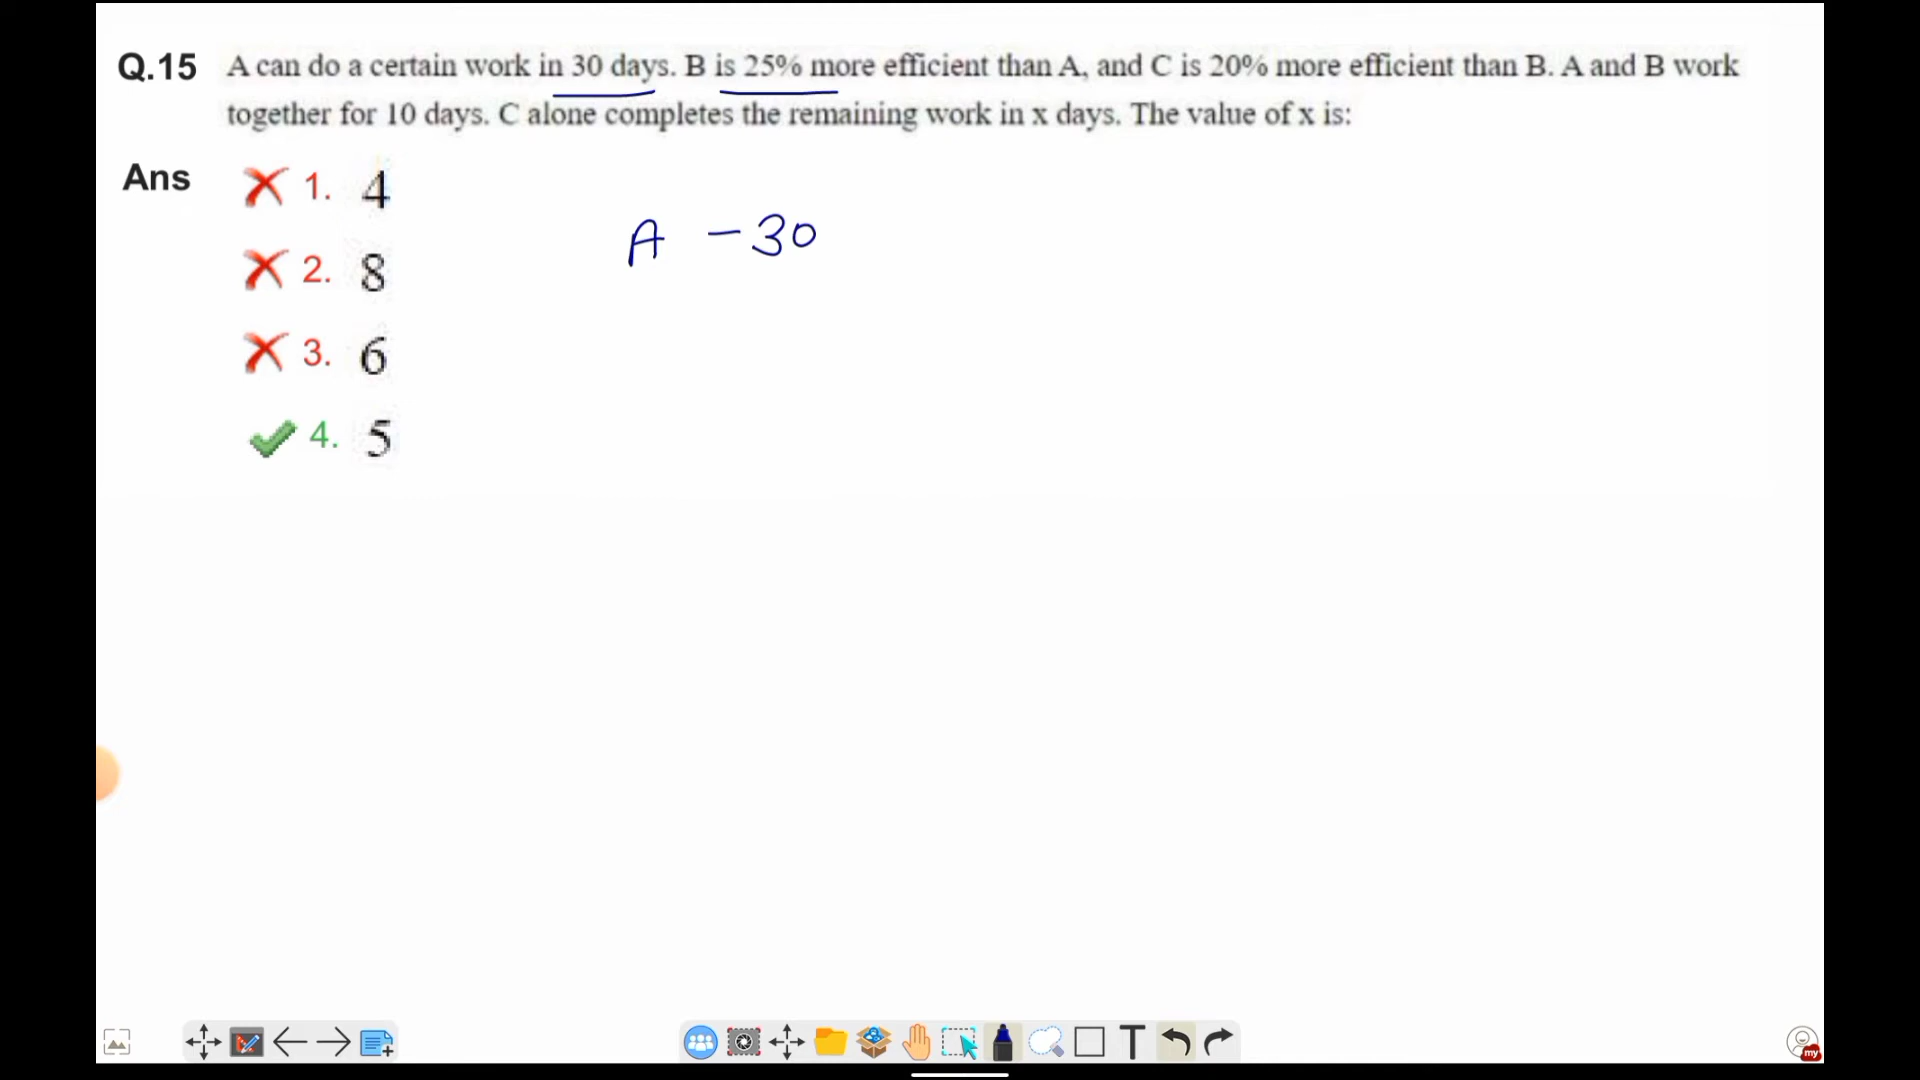 Q.15 A can do a certain work in 30 days. B is 25% more efficient than A, and C is 20% more efficient than B. A and B work
together for 10 days. C alone completes the remaining work in x days. The value of x is:
Ans
1. 4
2. 8
3. 6
4. 5
A - 30
T
my